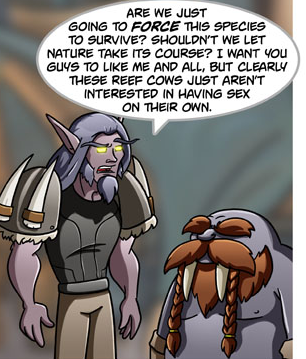 ARE WE JUST
GOING TO FORCE THIS SPECIES
TO SURVIVE? SHOULDN'T WE LET
NATURE TAKE ITS COURSE? I WANT YOU
GUYS TO LIKE ME AND ALL, BUT CLEARLY
THESE REEF COWS JUST AREN'T
INTERESTED IN HAVING SEX
ON THEIR OWN.